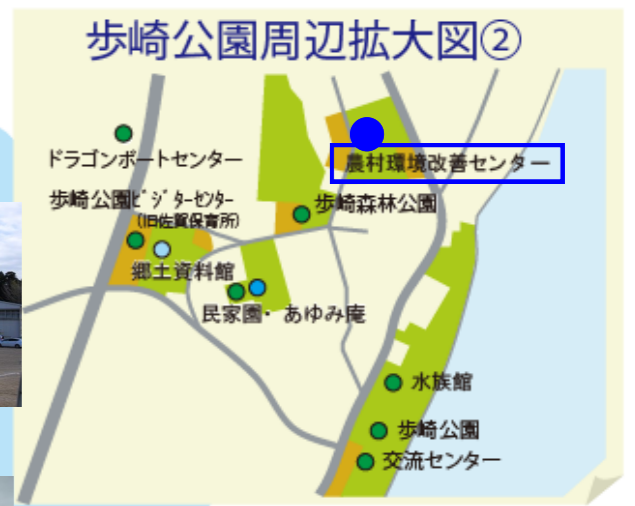 歩崎公園周辺拡大図②
農村環境改善センター
ドラゴンボートセンター
歩崎公園ビジターセンター
(旧佐賀保育所)
歩崎森林公園
郷土資料館
民家園・あゆみ庵
水族館
歩崎公園
交流センター